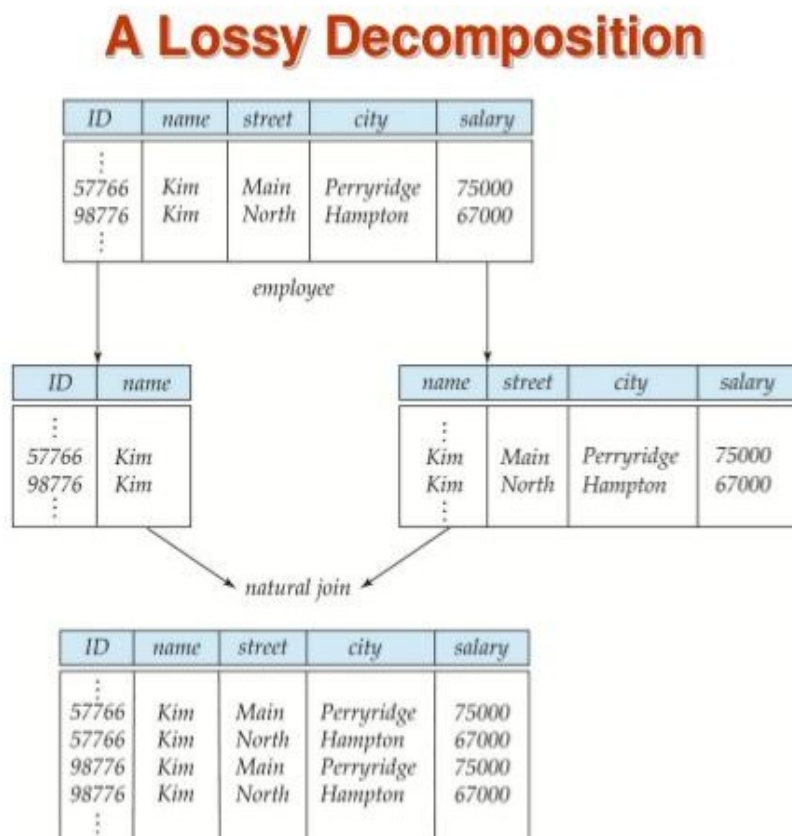 A Lossy Decomposition
ID name street city salary
⋮
57766 Kim Main Perryridge 75000
98776 Kim North Hampton 67000
⋮
employee
ID name
⋮
57766 Kim
98776 Kim
⋮
name street city salary
⋮
Kim Main Perryridge 75000
Kim North Hampton 67000
⋮
natural join
ID name street city salary
⋮
57766 Kim Main Perryridge 75000
57766 Kim North Hampton 67000
98776 Kim Main Perryridge 75000
98776 Kim North Hampton 67000
⋮